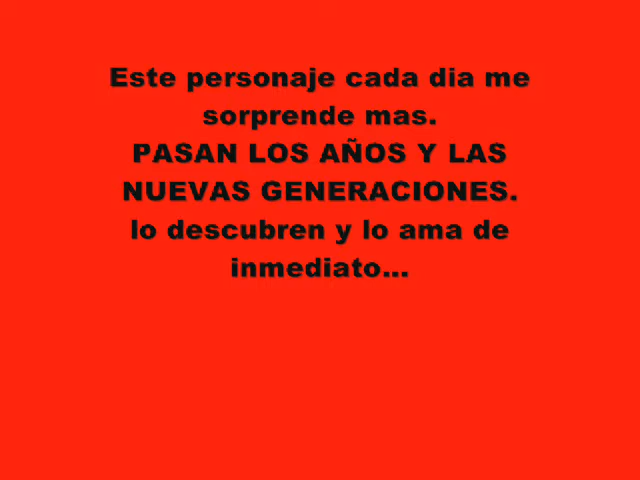 Este personaje cada dia me
sorprende mas.
PASAN LOS AÑOS Y LAS
NUEVAS GENERACIONES.
lo descubren y lo ama de
inmediato...